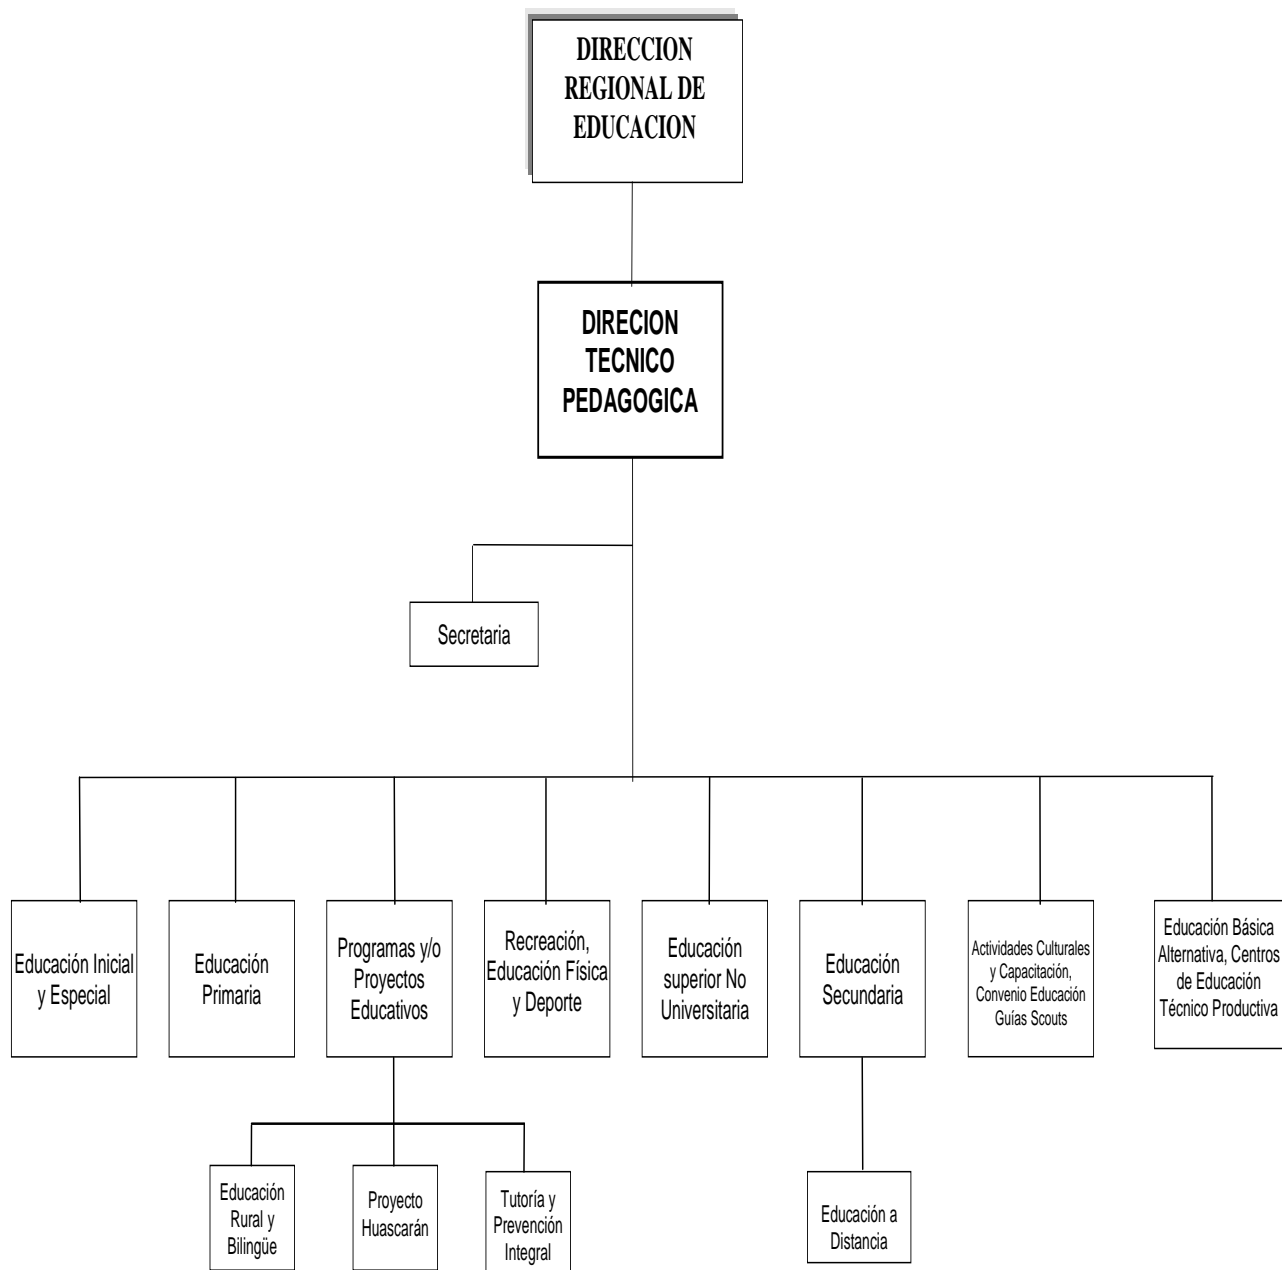 DIRECCION
REGIONAL DE
EDUCACION
DIRECION
TECNICO
PEDAGOGICA
Secretaria
Educación Inicial
y Especial
Educación
Primaria
Programas y/o
Proyectos
Educativos
Recreación,
Educación Física
y Deporte
Educación
superior No
Universitaria
Educación
Secundaria
Actividades Culturales
y Capacitación,
Convenio Educación
Guías Scouts
Educación Básica
Alternativa, Centros
de Educación
Técnico Productiva
Educación
Rural y
Bilingüe
Proyecto
Huascarán
Tutoría y
Prevención
Integral
Educación a
Distancia